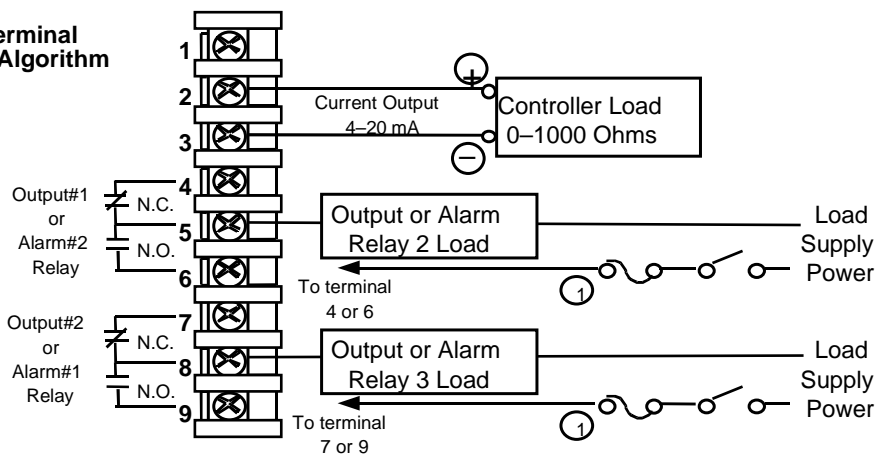 erminal
Algorithm
1
2
3
4
5
6
7
8
9
+
Current Output
4–20 mA
−
Controller Load
0–1000 Ohms
Output#1
or
Alarm#2
Relay
N.C.
N.O.
Output or Alarm
Relay 2 Load
Load
Supply
Power
To terminal
4 or 6
1
Output#2
or
Alarm#1
Relay
N.C.
N.O.
Output or Alarm
Relay 3 Load
Load
Supply
Power
To terminal
7 or 9
1